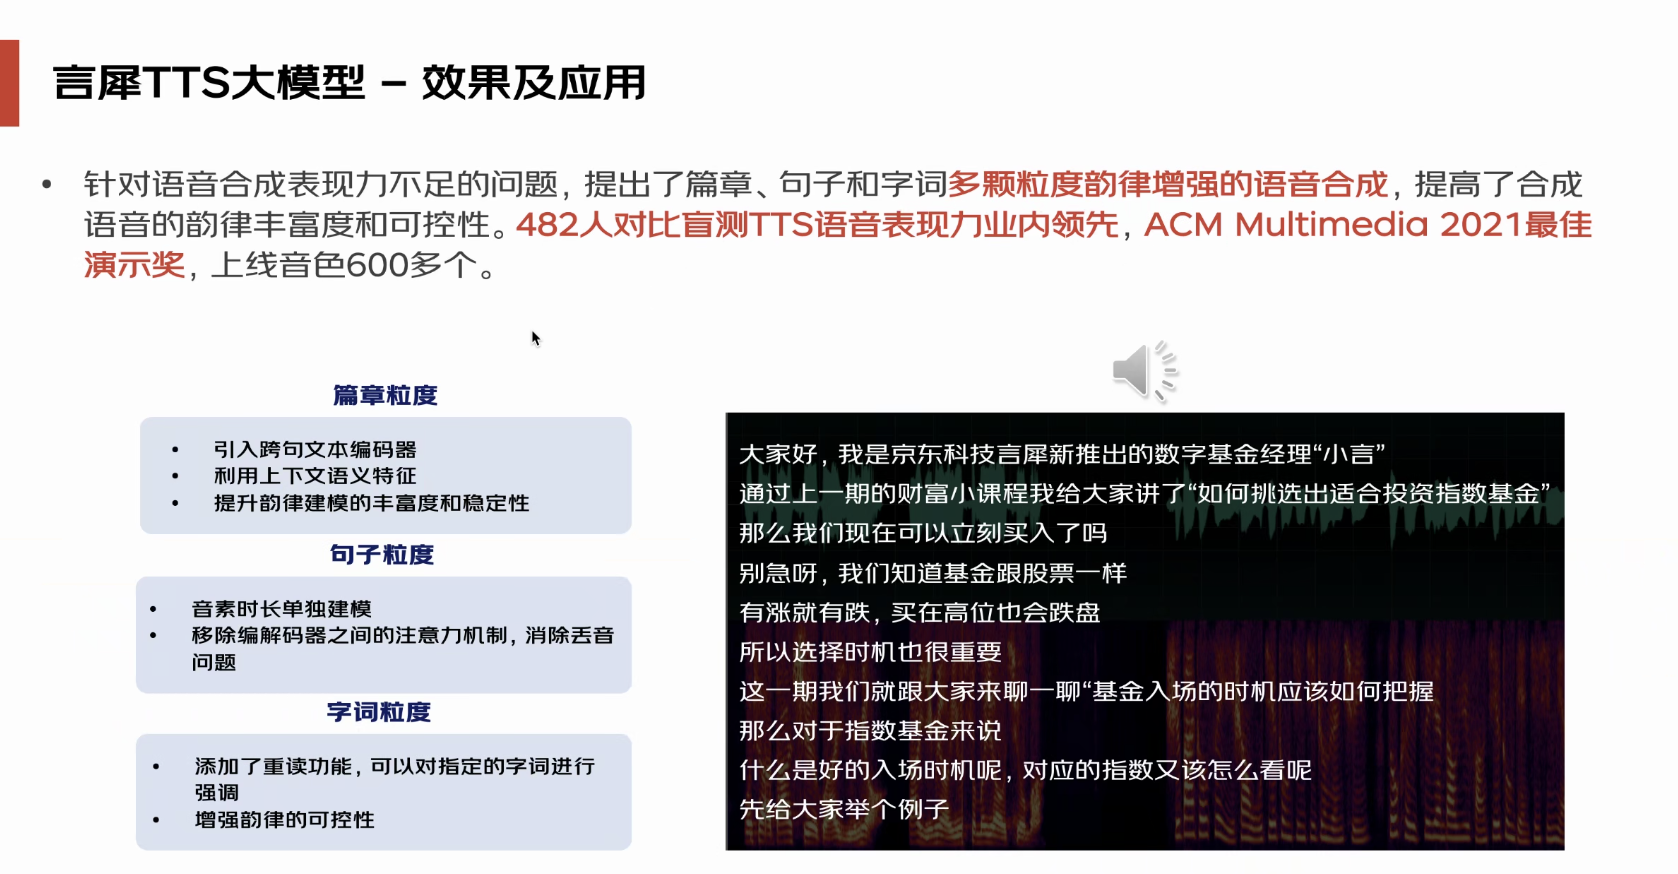 言犀TTS大模型 – 效果及应用
• 针对语音合成表现力不足的问题，提出了篇章、句子和字词多颗粒度韵律增强的语音合成，提高了合成
语音的韵律丰富度和可控性。482人对比盲测TTS语音表现力业内领先，ACM Multimedia 2021最佳
演示奖，上线音色600多个。
篇章粒度
• 引入跨句文本编码器
• 利用上下文语义特征
• 提升韵律建模的丰富度和稳定性
句子粒度
• 音素时长单独建模
• 移除编解码器之间的注意力机制，消除丢音
问题
字词粒度
• 添加了重读功能，可以对指定的字词进行
强调
• 增强韵律的可控性
大家好，我是京东科技言犀新推出的数字基金经理“小言”
通过上一期的财富小课程我给大家讲了“如何挑选出适合投资指数基金”
那么我们现在可以立刻买入了吗
别急呀，我们知道基金跟股票一样
有涨就有跌，买在高位也会跌盘
所以选择时机也很重要
这一期我们就跟大家来聊一聊“基金入场的时机应该如何把握
那么对于指数基金来说
什么是好的入场时机呢，对应的指数又该怎么看呢
先给大家举个例子